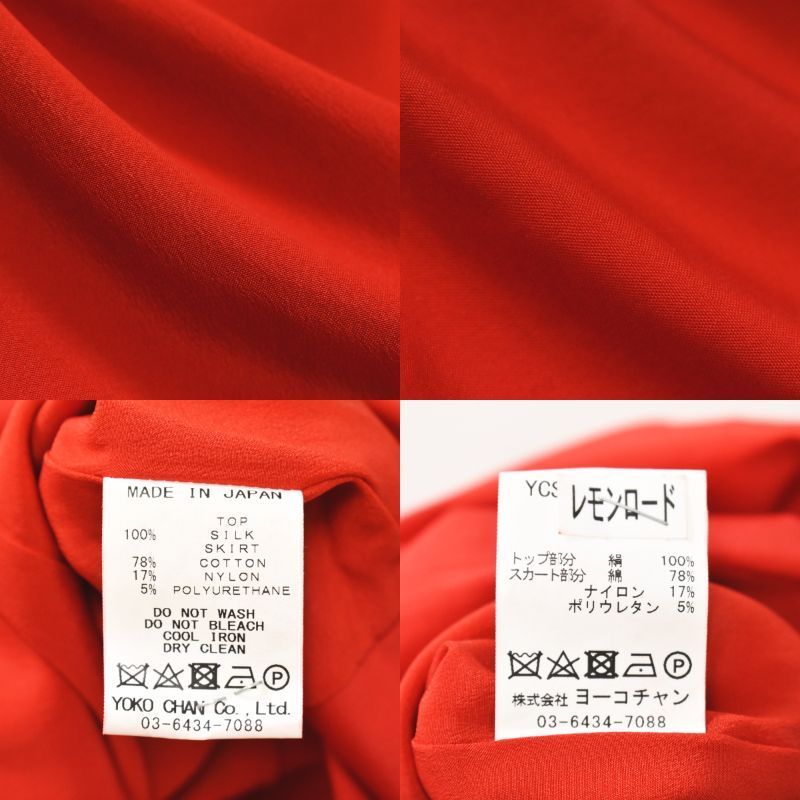 MADE IN JAPAN
TOP
100% SILK
SKIRT
78% COTTON
17% NYLON
5% POLYURETHANE
DO NOT WASH
DO NOT BLEACH
COOL IRON
DRY CLEAN
P
YOKO CHAN Co., Ltd.
03-6434-7088
YCS
レモンロード
トップ部分 絹 100%
スカート部分 綿 78%
ナイロン 17%
ポリウレタン 5%
P
株式会社 ヨーコチャン
03-6434-7088